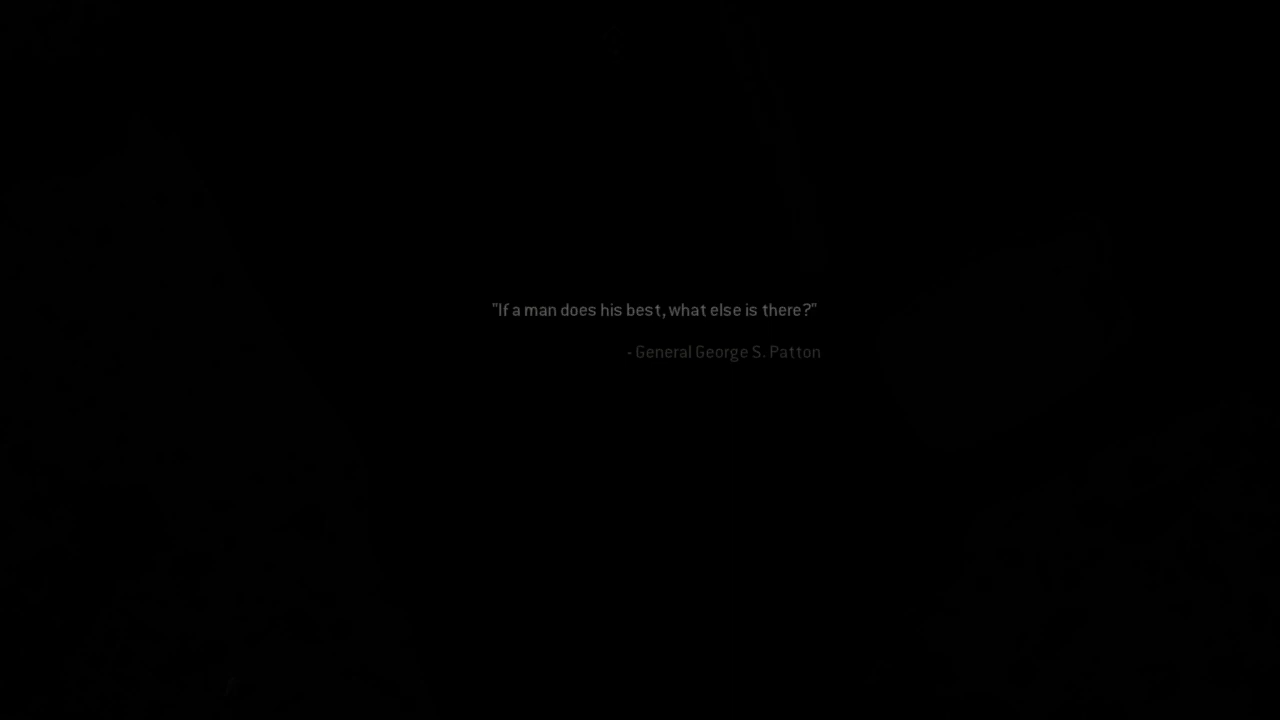 "If a man does his best, what else is there?"
- General George S. Patton